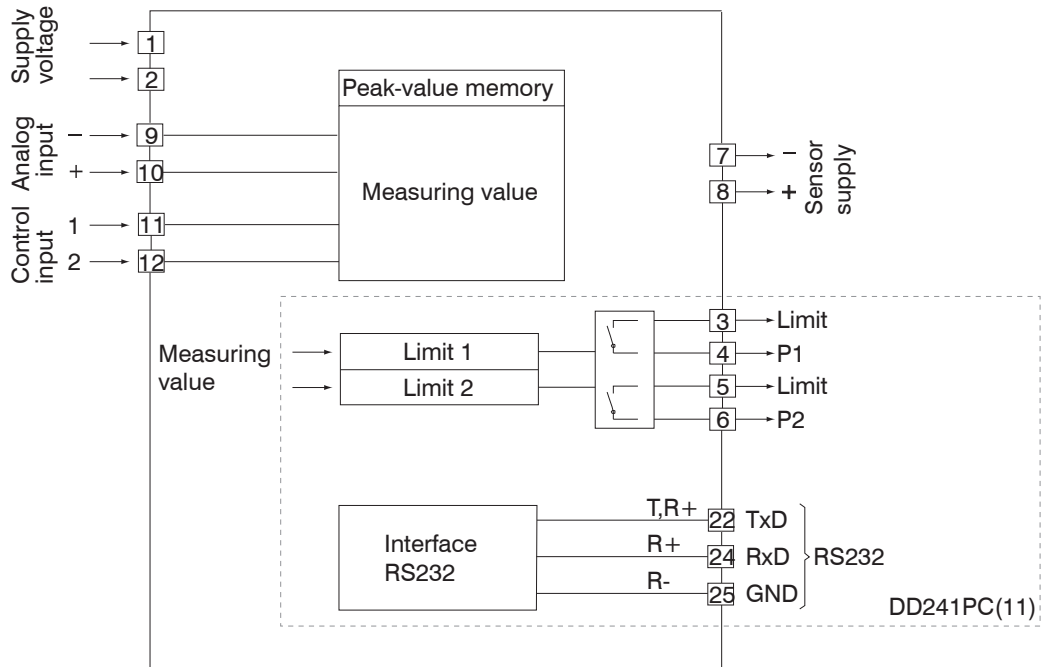 Supply
voltage
1
2
Analog
input
−
9
+
10
Control
input
1
11
2
12
Peak-value memory
Measuring value
7
−
8
+
Sensor
supply
Measuring
value
Limit 1
Limit 2
3
Limit
4
P1
5
Limit
6
P2
Interface
RS232
T,R+
22
TxD
R+
24
RxD
R-
25
GND
RS232
DD241PC(11)